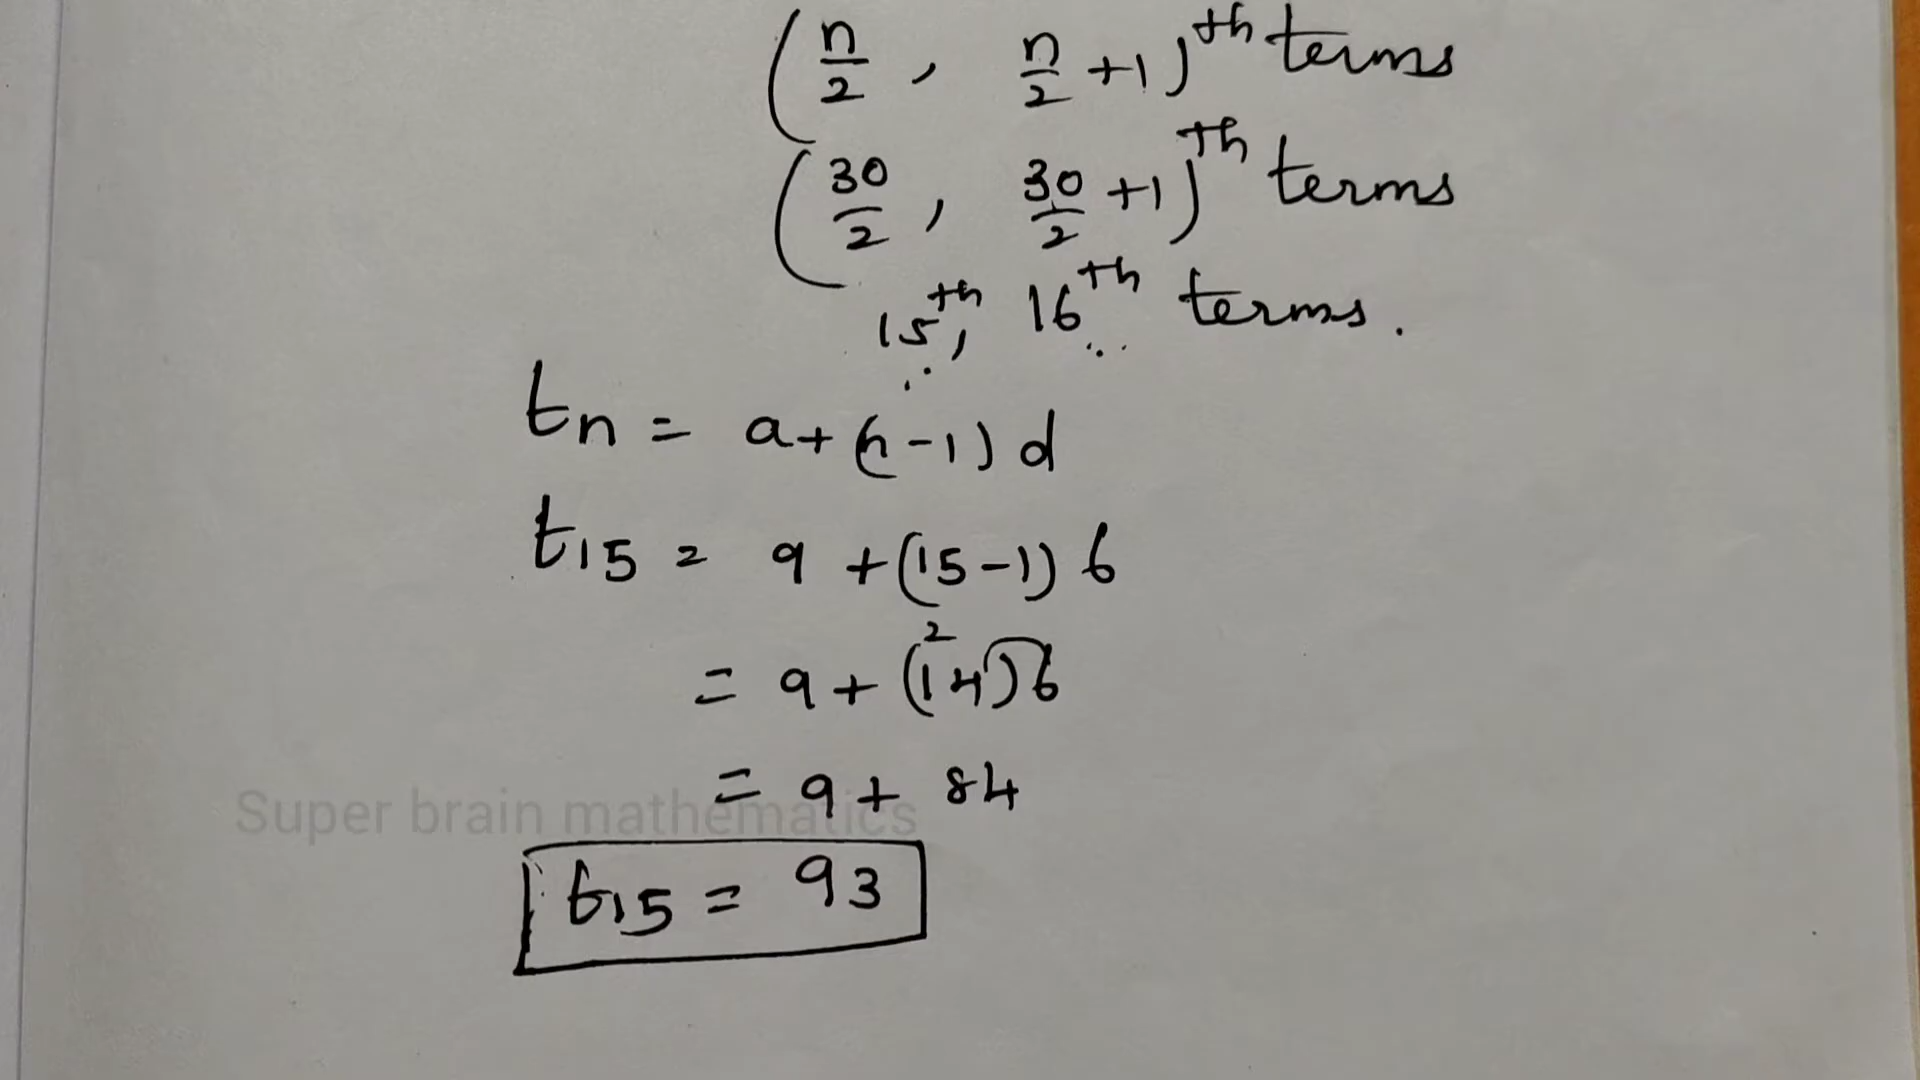 (n/2, n/2 +1)th terms
(30/2, 30/2 +1)th terms
15th, 16th terms.
tn = a+(n-1)d
t15 = 9 +(15-1)6
2
= 9+(14)6
= 9+ 84
Super brain mathematics
t15 = 93